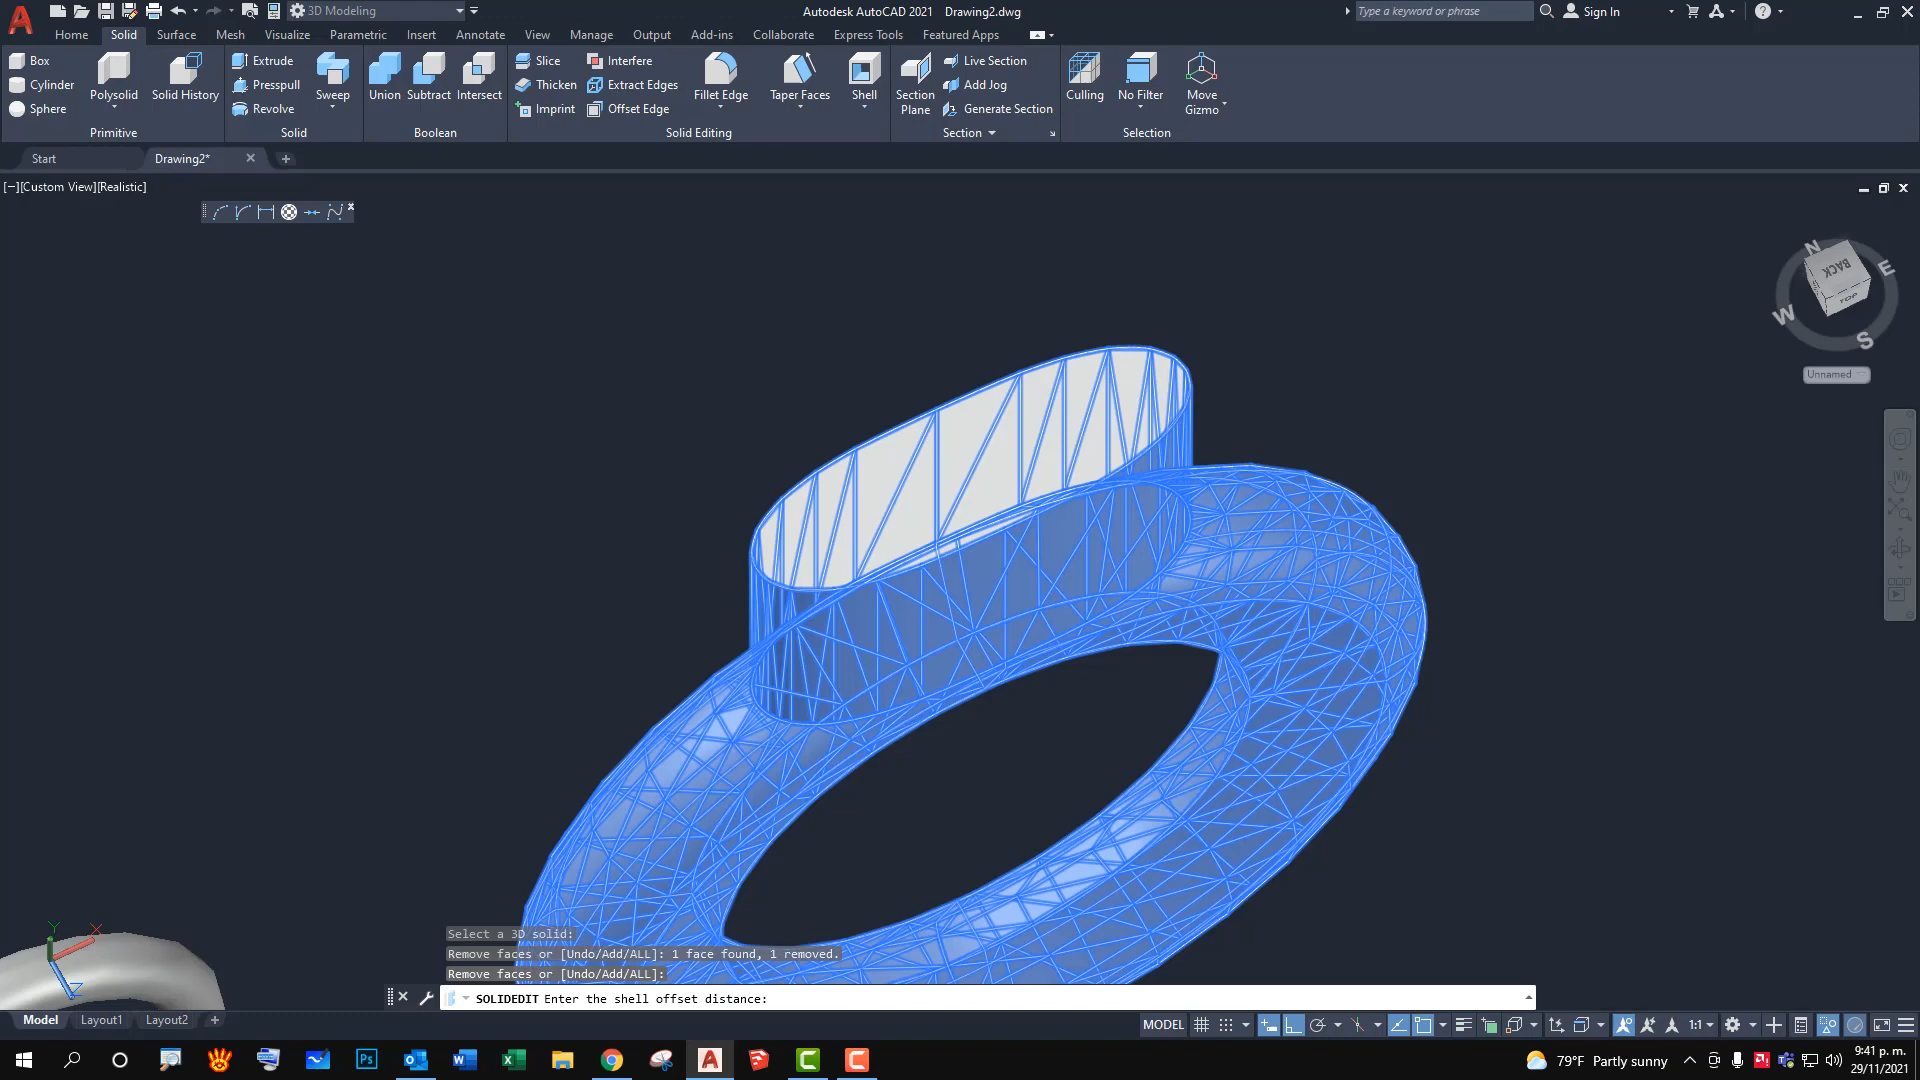 3D Modeling
Autodesk AutoCAD 2021 Drawing2.dwg
Type a keyword or phrase
Sign In
Home Solid Surface Mesh Visualize Parametric Insert Annotate View Manage Output Add-ins Collaborate Express Tools Featured Apps
Box
Cylinder
Sphere
Polysolid
Solid History
Primitive
Extrude
Presspull
Revolve
Sweep
Solid
Union
Subtract
Intersect
Boolean
Slice
Thicken
Imprint
Interfere
Extract Edges
Offset Edge
Fillet Edge
Taper Faces
Shell
Solid Editing
Section
Plane
Live Section
Add Jog
Generate Section
Section
Culling
No Filter
Move
Gizmo
Selection
Start
Drawing2*
[−][Custom View][Realistic]
N
E
S
W
BACK
TOP
Unnamed
Y
X
Z
Select a 3D solid:
Remove faces or [Undo/Add/ALL]: 1 face found, 1 removed.
Remove faces or [Undo/Add/ALL]:
SOLIDEDIT Enter the shell offset distance:
Model Layout1 Layout2
MODEL
1:1
79°F Partly sunny
9:41 p. m.
29/11/2021